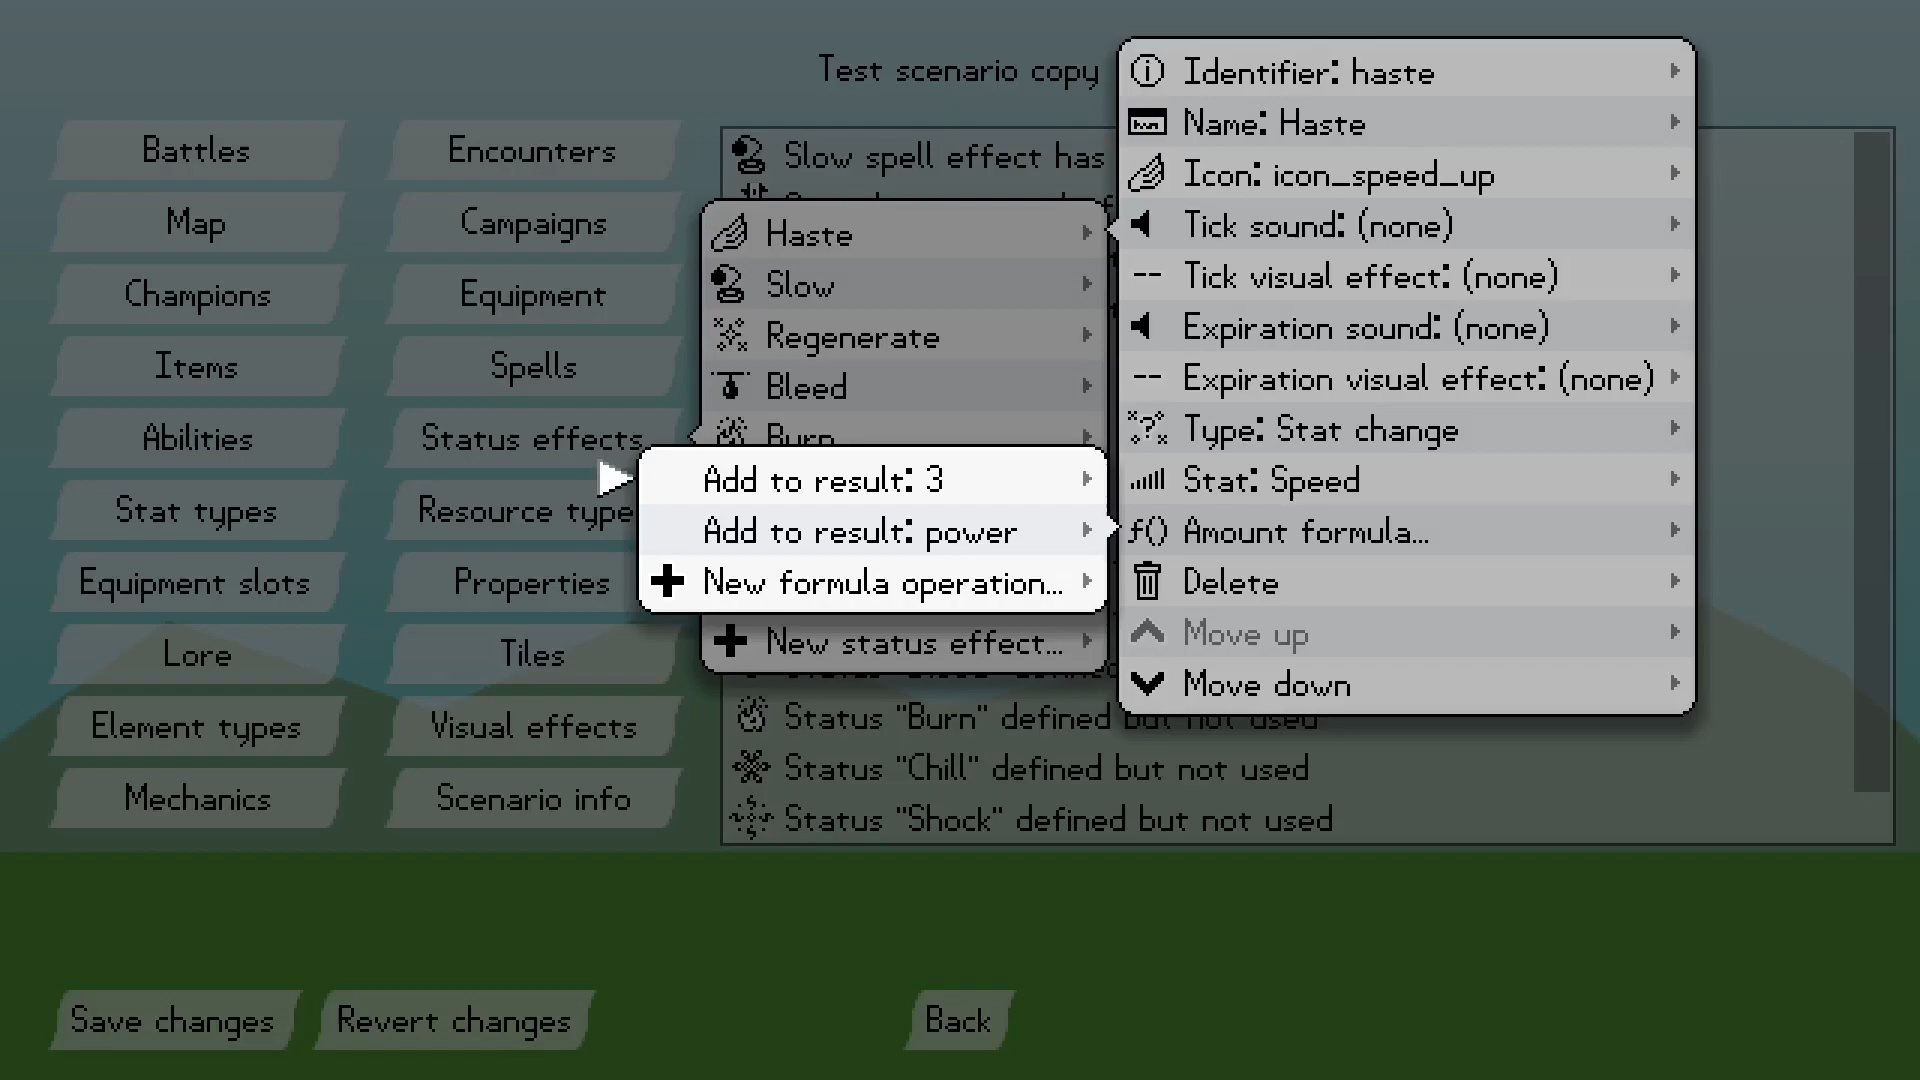 Test scenario copy
Battles
Encounters
Map
Campaigns
Champions
Equipment
Items
Spells
Abilities
Status effects
Stat types
Resource type
Equipment slots
Properties
Lore
Tiles
Element types
Visual effects
Mechanics
Scenario info
Slow spell effect has
Haste
Slow
Regenerate
Bleed
Burn
Add to result: 3
Add to result: power
New formula operation...
New status effect...
Identifier: haste
Name: Haste
Icon: icon_speed_up
Tick sound: (none)
Tick visual effect: (none)
Expiration sound: (none)
Expiration visual effect: (none)
Type: Stat change
Stat: Speed
f() Amount formula...
Delete
Move up
Move down
Status "Burn" defined but not used
Status "Chill" defined but not used
Status "Shock" defined but not used
Save changes
Revert changes
Back